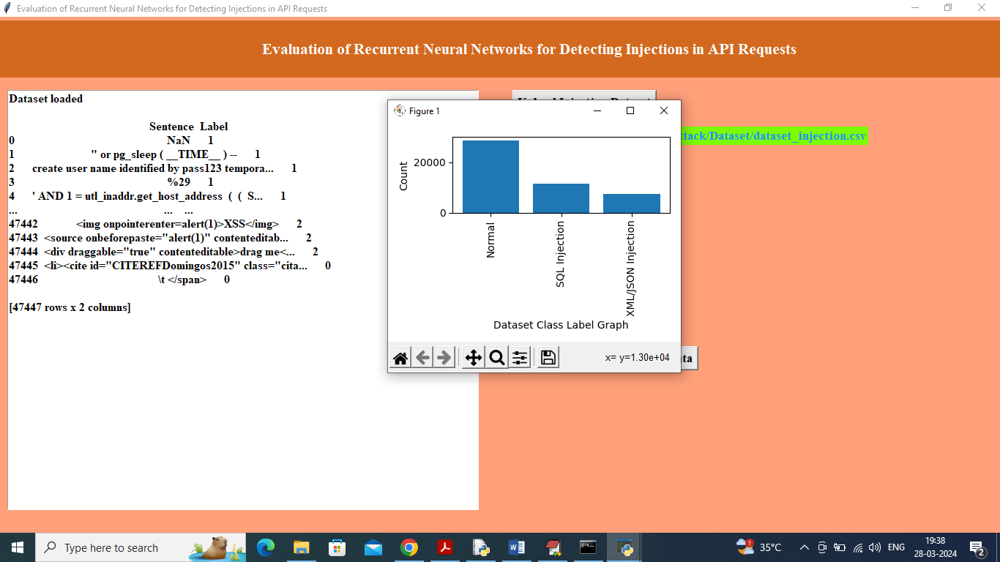 Evaluation of Recurrent Neural Networks for Detecting Injections in API Requests
Evaluation of Recurrent Neural Networks for Detecting Injections in API Requests
Dataset loaded
Sentence Label
0 NaN 1
1 " or pg_sleep ( __TIME__ ) -- 1
2 create user name identified by pass123 tempora... 1
3 %29 1
4 ' AND 1 = utl_inaddr.get_host_address ( ( S... 1
... ... ...
47442 <img onpointerenter=alert(1)>XSS</img> 2
47443 <source onbeforepaste="alert(1)" contenteditab... 2
47444 <div draggable="true" contenteditable>drag me<... 2
47445 <li><cite id="CITEREFDomingos2015" class="cita... 0
47446 \t </span> 0
[47447 rows x 2 columns]
Figure 1
20000
0
Count
Normal
SQL Injection
XML/JSON Injection
Dataset Class Label Graph
x= y=1.30e+04
tack/Dataset/dataset_injection.csv
ta
Type here to search
35°C
ENG
19:38
28-03-2024
2